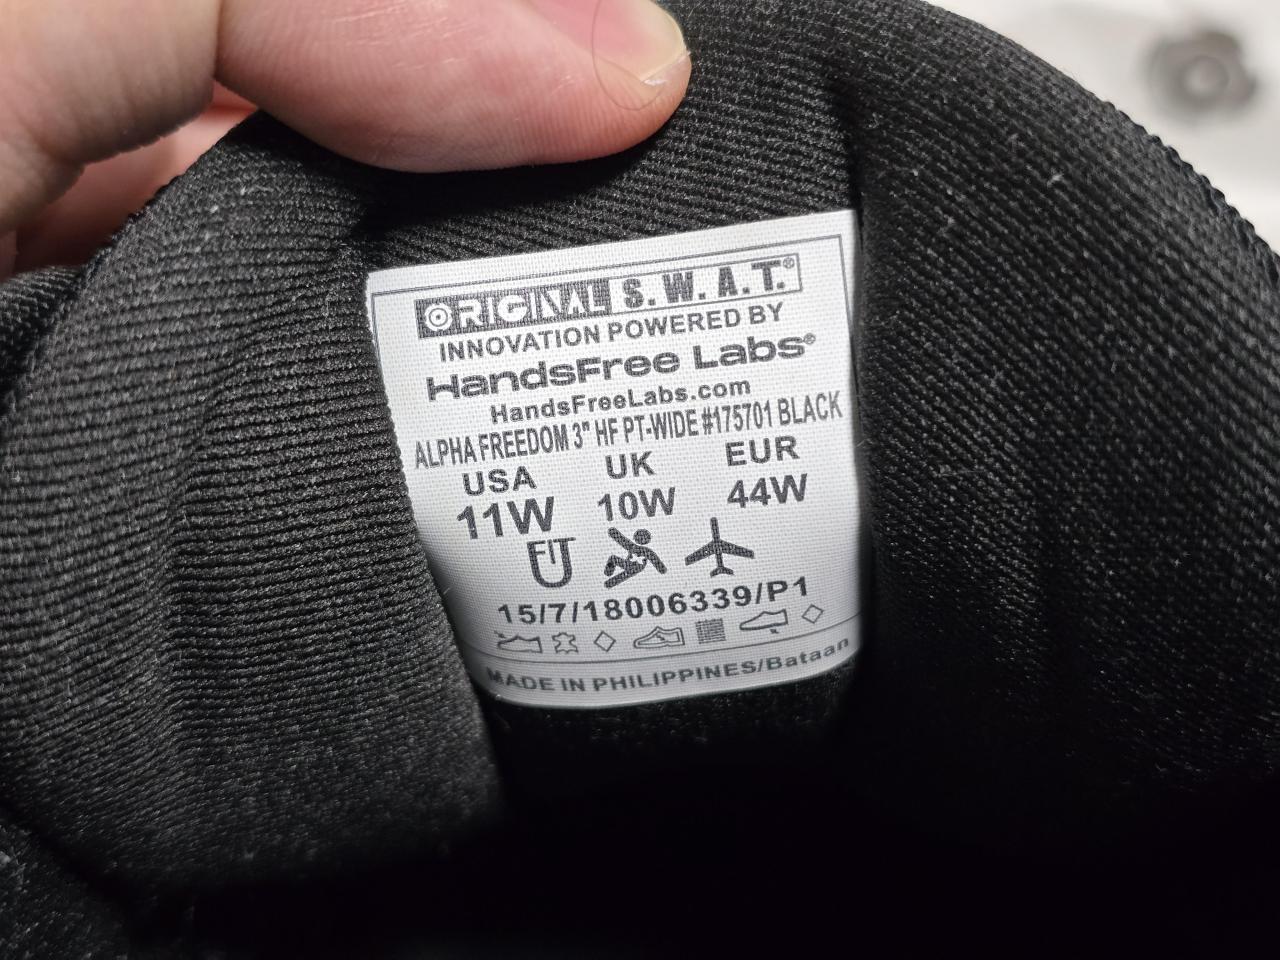 ORIGINAL S.W.A.T.®
INNOVATION POWERED BY
HandsFree Labs®
HandsFreeLabs.com
ALPHA FREEDOM 3" HF PT-WIDE #175701 BLACK
USA UK EUR
11W 10W 44W
FIT
15/7/18006339/P1
MADE IN PHILIPPINES/Bataan